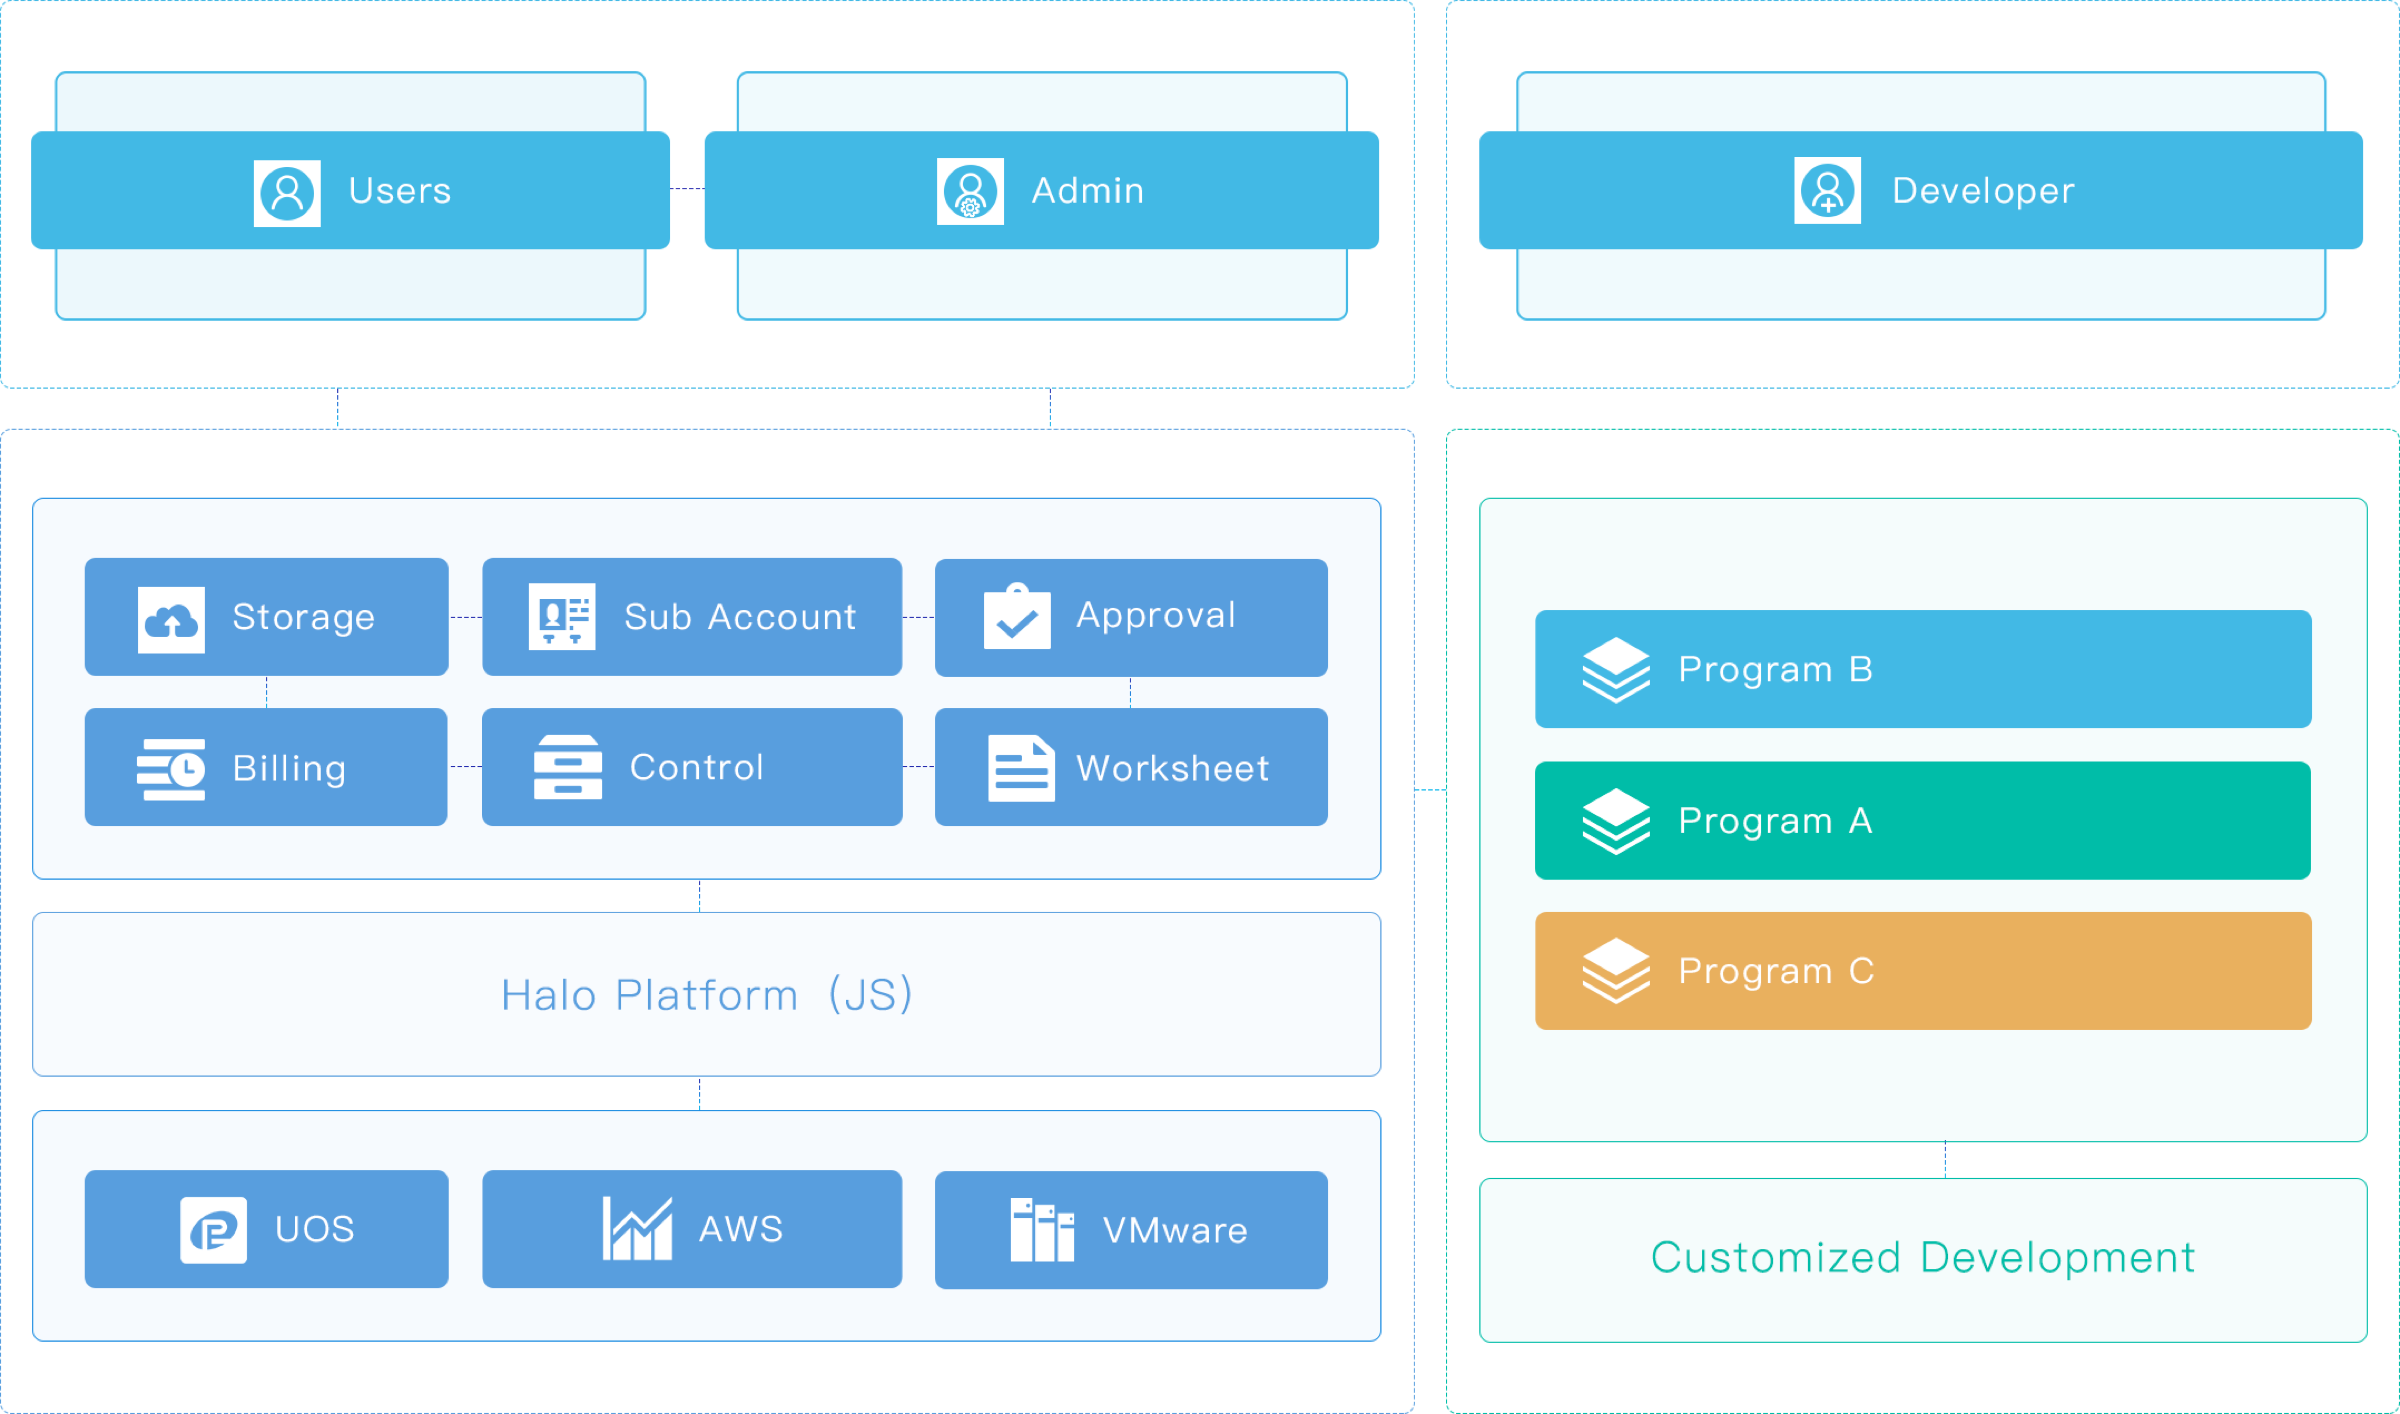 Users
Admin
Developer
Storage
Sub Account
Approval
Billing
Control
Worksheet
Halo Platform (JS)
UOS
AWS
VMware
Program B
Program A
Program C
Customized Development